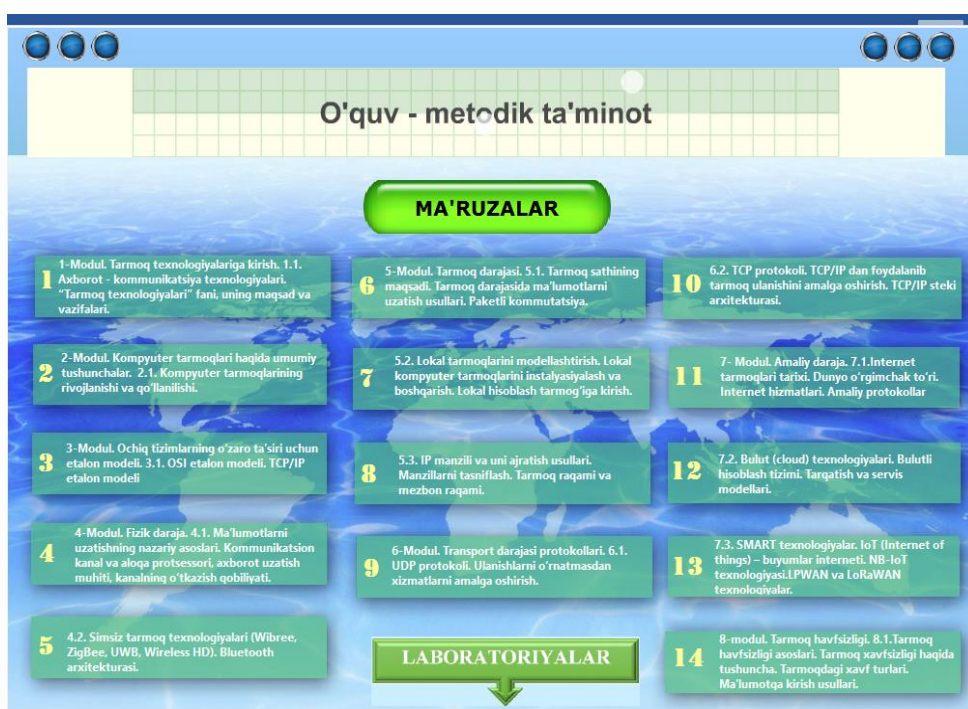 O'quv - metodik ta'minot
MA'RUZALAR
1
1-Modul. Tarmoq texnologiyalariga kirish. 1.1.
Axborot - kommunikatsiya texnologiyalari.
“Tarmoq texnologiyalari” fani, uning maqsad va
vazifalari.
2
2-Modul. Kompyuter tarmoqlari haqida umumiy
tushunchalar. 2.1. Kompyuter tarmoqlarining
rivojlanishi va qo‘llanilishi.
3
3-Modul. Ochiq tizimlarning o‘zaro ta’siri uchun
etalon modeli. 3.1. OSI etalon modeli. TCP/IP
etalon modeli
4
4-Modul. Fizik daraja. 4.1. Ma’lumotlarni
uzatishning nazariy asoslari. Kommunikatsion
kanal va aloqa protsessori, axborot uzatish
muhiti, kanalning o‘tkazish qobiliyati.
5
4.2. Simsiz tarmoq texnologiyalari (Wibree,
ZigBee, UWB, Wireless HD). Bluetooth
arxitekturasi.
6
5-Modul. Tarmoq darajasi. 5.1. Tarmoq sathining
maqsadi. Tarmoq darajasida ma’lumotlarni
uzatish usullari. Paketli kommutatsiya.
7
5.2. Lokal tarmoqlarini modellashtirish. Lokal
kompyuter tarmoqlarini instalyasiyalash va
boshqarish. Lokal hisoblash tarmog‘iga kirish.
8
5.3. IP manzili va uni ajratish usullari.
Manzillarni tasniflash. Tarmoq raqami va
mezbon raqami.
9
6-Modul. Transport darajasi protokollari. 6.1.
UDP protokoli. Ulanishlarni o‘rnatmasdan
xizmatlarni amalga oshirish.
LABORATORIYALAR
10
6.2. TCP protokoli. TCP/IP dan foydalanib
tarmoq ulanishini amalga oshirish. TCP/IP steki
arxitekturasi.
11
7- Modul. Amaliy daraja. 7.1.Internet
tarmoqlari tarixi. Dunyo o‘rgimchak to‘ri.
Internet hizmatlari. Amaliy protokollar
12
7.2. Bulut (cloud) texnologiyalari. Bulutli
hisoblash tizimi. Tarqatish va servis
modellari.
13
7.3. SMART texnologiyalar. IoT (Internet of
things) – buyumlar interneti. NB-IoT
texnologiyasi.LPWAN va LoRaWAN
texnologiyalar.
14
8-modul. Tarmoq havfsizligi. 8.1.Tarmoq
havfsizligi asoslari. Tarmoq xavfsizligi haqida
tushuncha. Tarmoqdagi xavf turlari.
Ma’lumotqa kirish usullari.